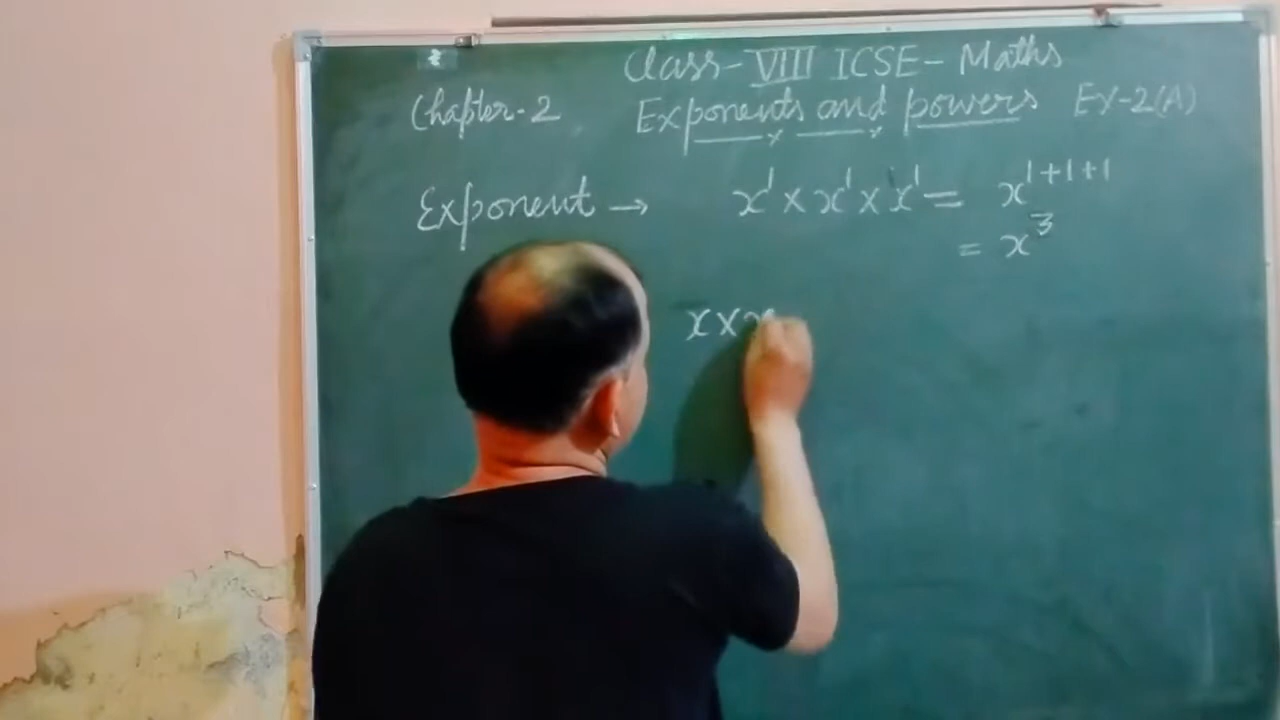 Class-VIII ICSE- Maths
Chapter-2 Exponents and powers Ex-2(A)
Exponent → x¹ × x¹ × x¹ = x¹⁺¹⁺¹
= x³
x × x